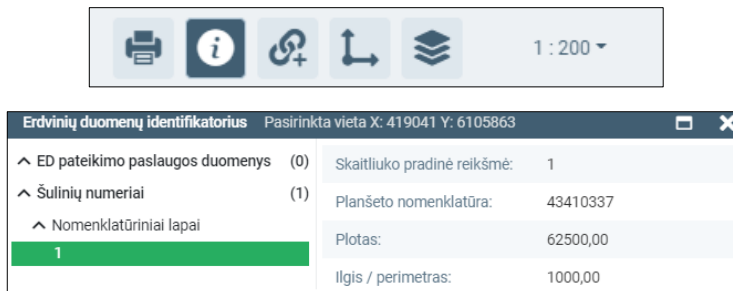 1 : 200
Erdvinių duomenų identifikatorius Pasirinkta vieta X: 419041 Y: 6105863
ED pateikimo paslaugos duomenys (0)
Šulinių numeriai (1)
Nomenklatūriniai lapai
1
Skaitliuko pradinė reikšmė: 1
Planšeto nomenklatūra: 43410337
Plotas: 62500,00
Ilgis / perimetras: 1000,00